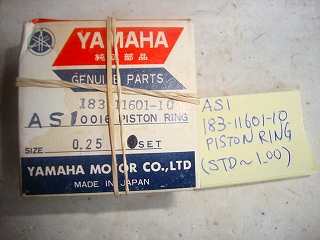 YAMAHA
純正部品
GENUINE PARTS
183-11601-10
AS1 0016 PISTON RING
SIZE 0.25 SET
YAMAHA MOTOR CO.,LTD
MADE IN JAPAN
AS1
183-11601-10
PISTON RING
(STD~1.00)